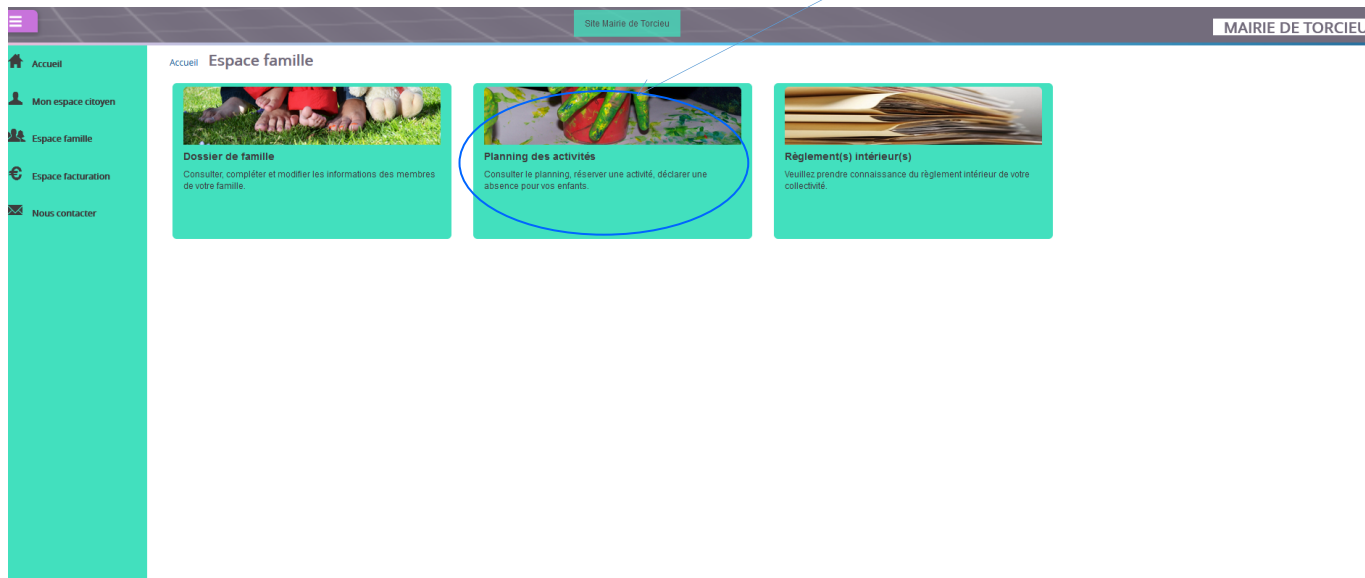 Site Mairie de Torcieu
MAIRIE DE TORCIEU
Accueil
Mon espace citoyen
Espace famille
Espace facturation
Nous contacter
Accueil Espace famille
Dossier de famille
Consulter, compléter et modifier les informations des membres
de votre famille.
Planning des activités
Consulter le planning, réserver une activité, déclarer une
absence pour vos enfants.
Règlement(s) intérieur(s)
Veuillez prendre connaissance du règlement intérieur de votre
collectivité.